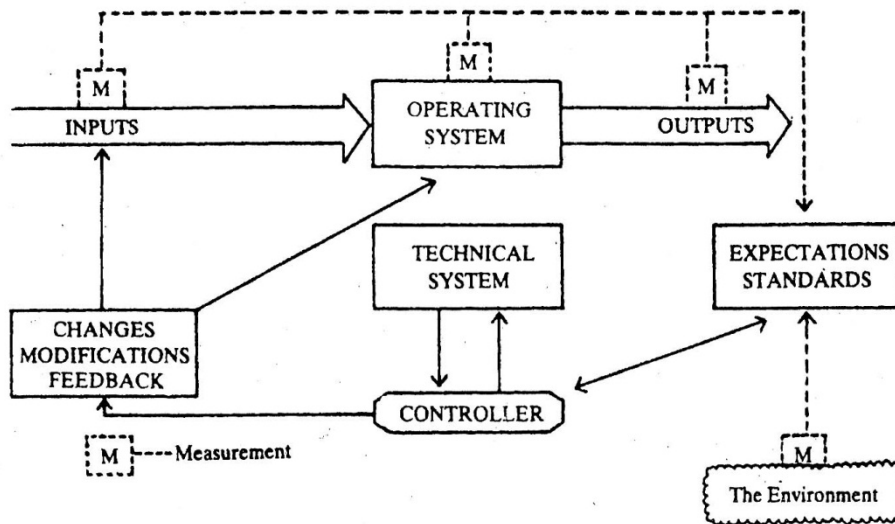 M
M
M
INPUTS
OPERATING
SYSTEM
OUTPUTS
TECHNICAL
SYSTEM
EXPECTATIONS
STANDARDS
CHANGES
MODIFICATIONS
FEEDBACK
CONTROLLER
M
Measurement
M
The Environment